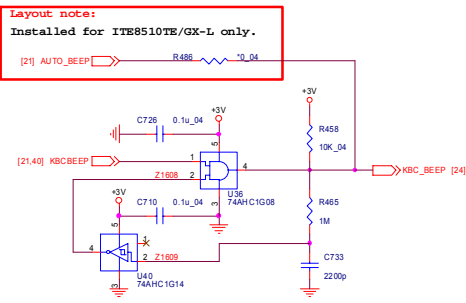 Layout note:
Installed for ITE8510TE/GX-L only.
[21] AUTO_BEEP
R486
*0_04
+3V
+3V
C726
0.1u_04
R458
10K_04
5
[21,40] KBCBEEP
1
4
KBC_BEEP [24]
Z1608
2
+3V
3
U36
74AHC1G08
C710
0.1u_04
R465
1M
5
1
4
2
Z1609
C733
2200p
3
U40
74AHC1G14